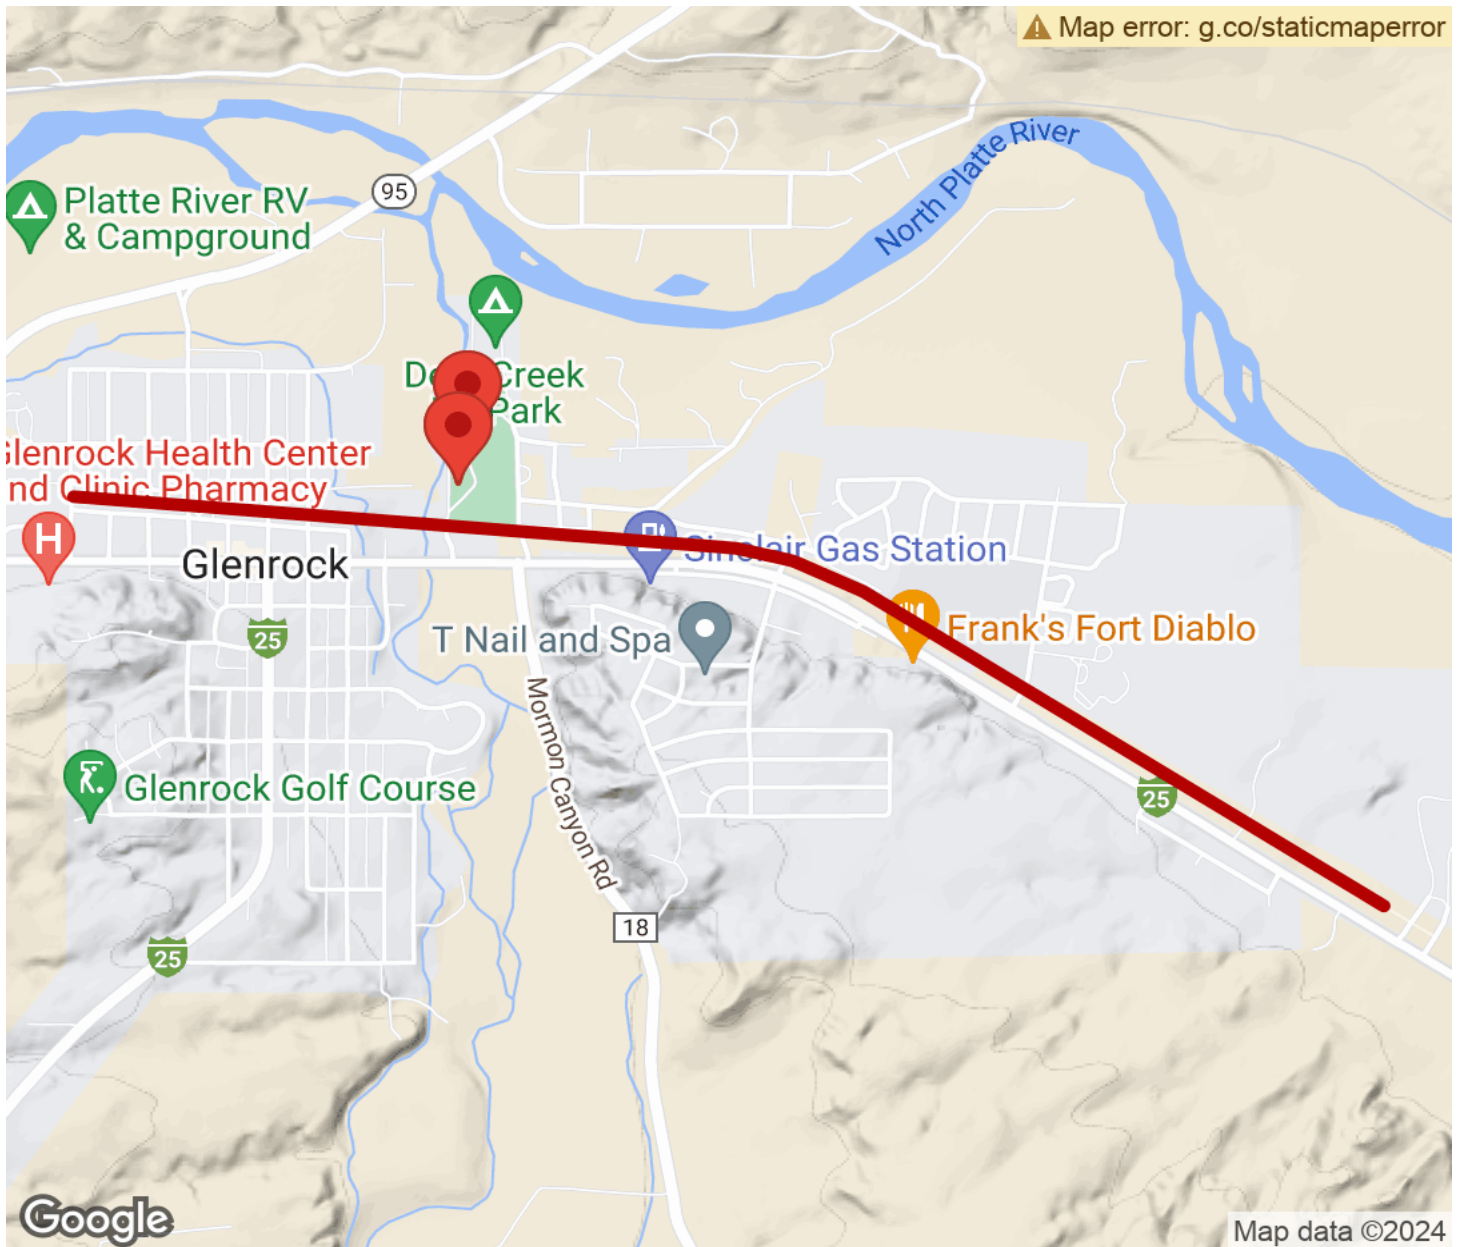 Map error: g.co/staticmaperror
North Platte River
95
Platte River RV
& Campground
Creek
Park
Glenrock Health Center
nd Clinic Pharmacy
H
Glenrock
Sinclair Gas Station
25
T Nail and Spa
Frank's Fort Diablo
Mormon Canyon Rd
Glenrock Golf Course
25
18
25
Google
Map data ©2024